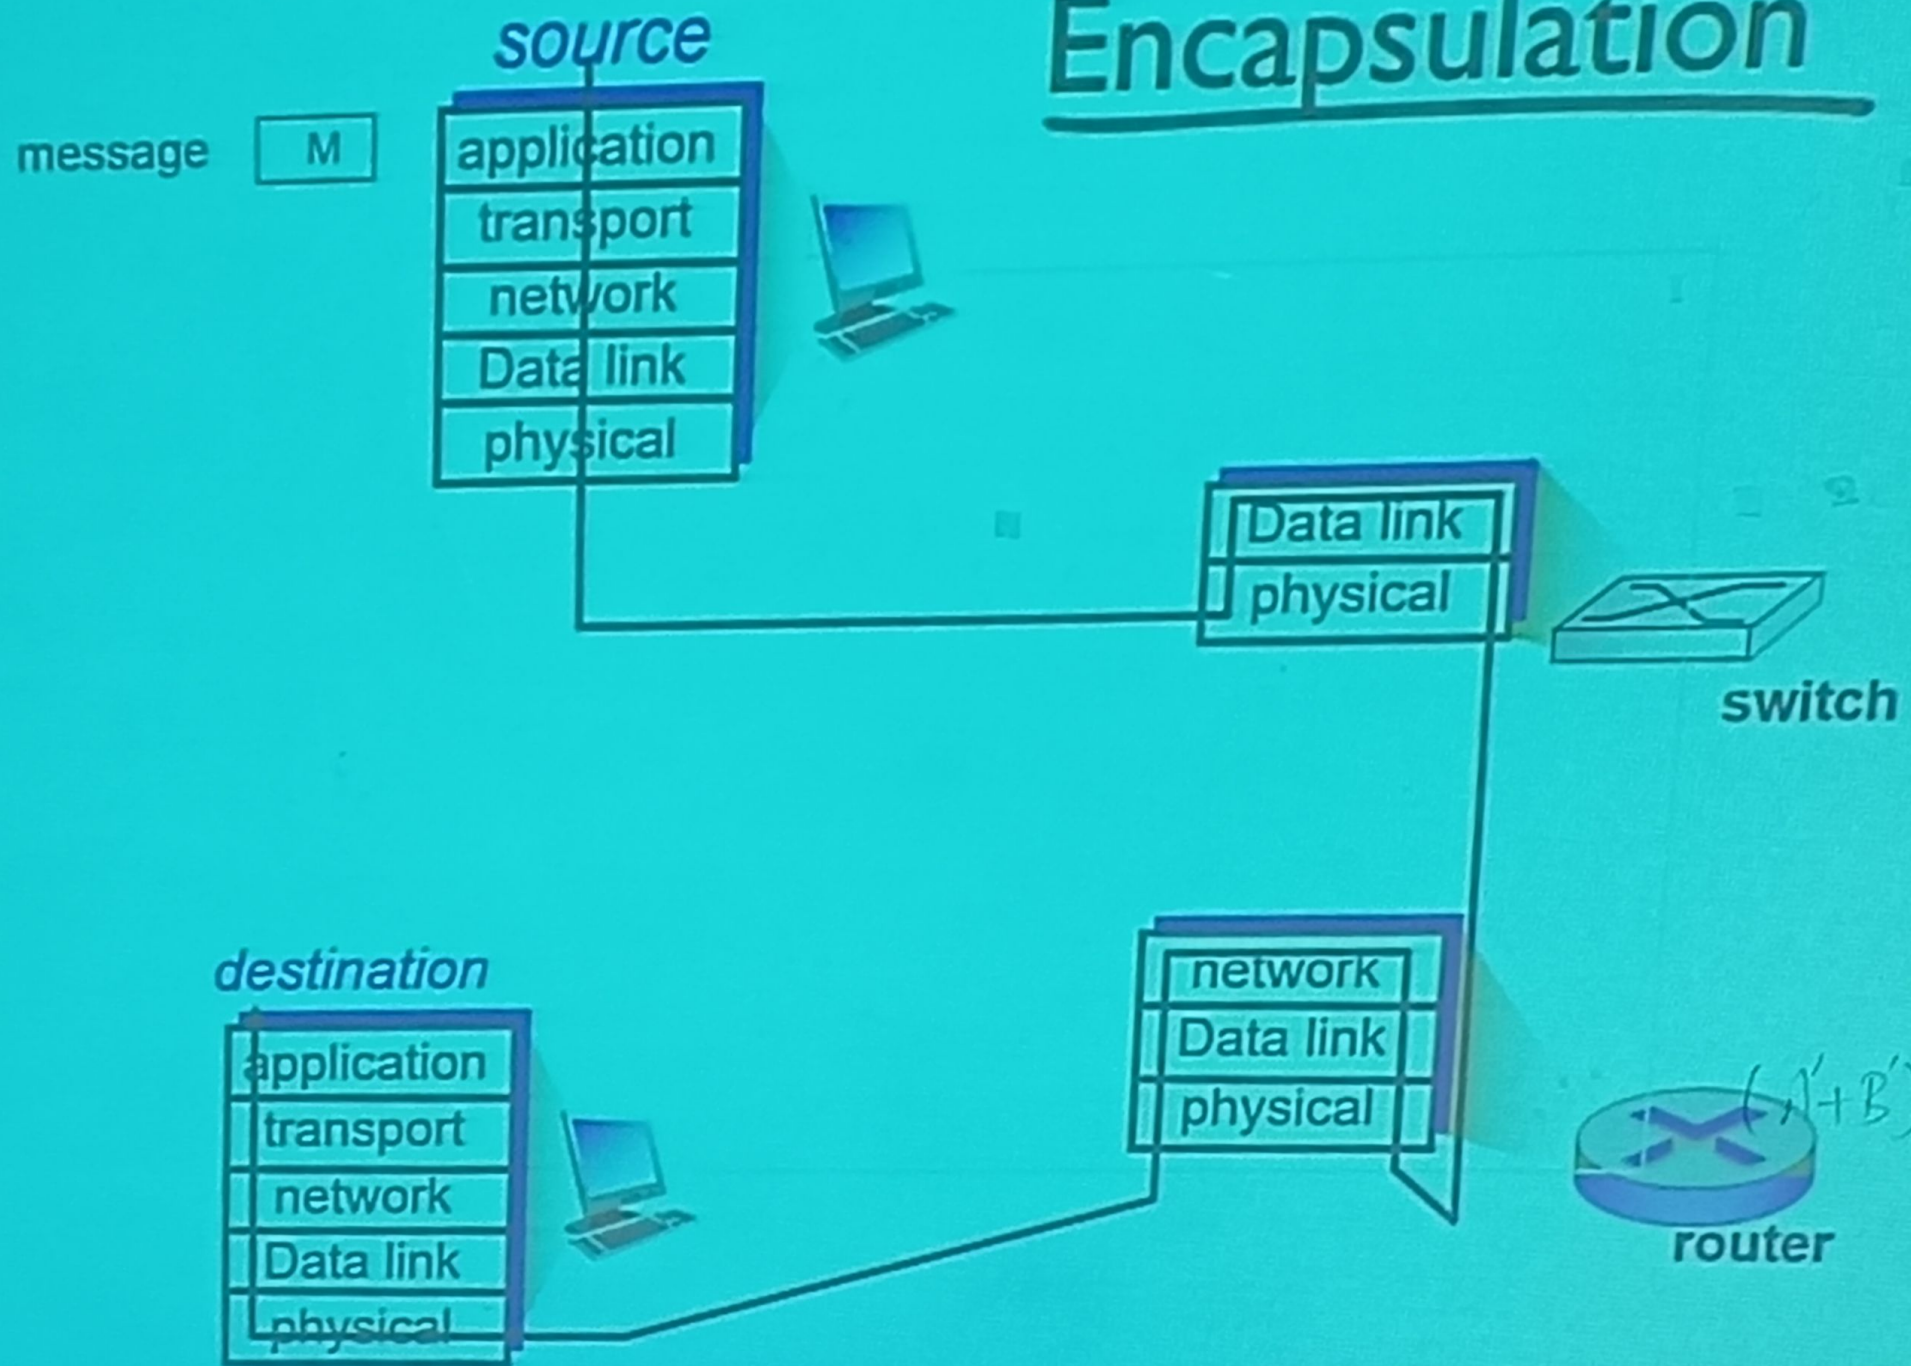 Encapsulation
source
message M
application
transport
network
Data link
physical
Data link
physical
switch
network
Data link
physical
router
destination
application
transport
network
Data link
physical